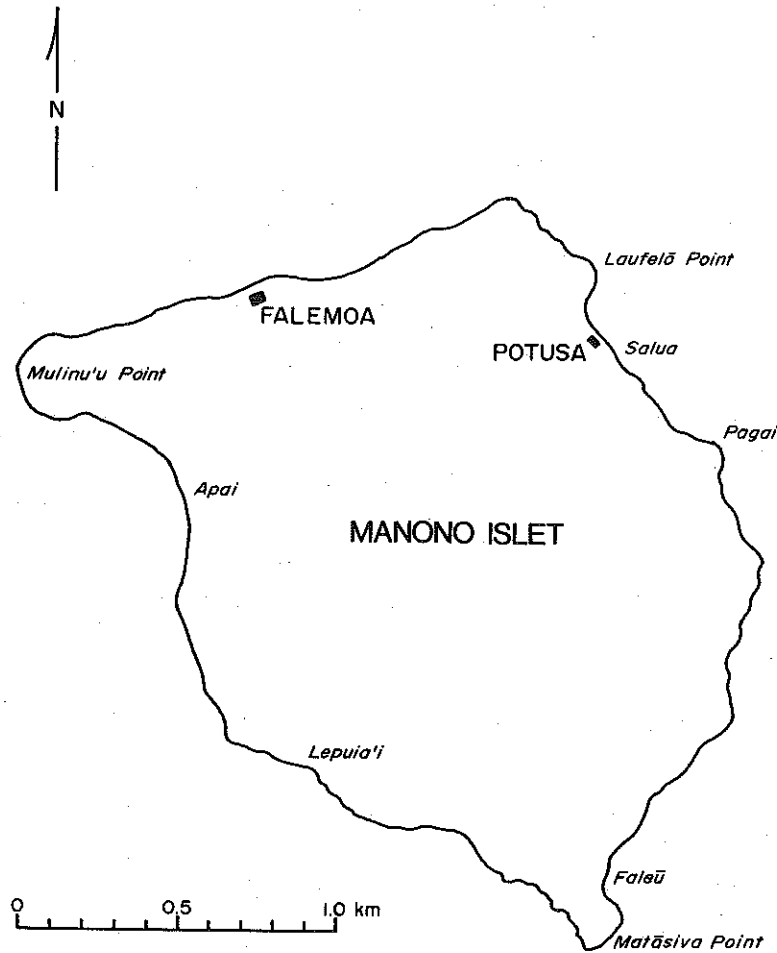 N
Laufelō Point
FALEMOA
POTUSA
Salua
Mulinu'u Point
Pagai
Apai
MANONO ISLET
Lepuia'i
Faleū
0 0.5 1.0 km
Matāsiva Point